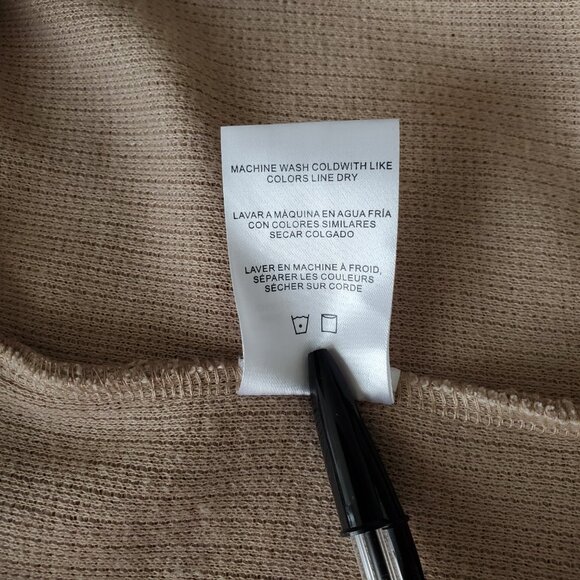 MACHINE WASH COLDWITH LIKE
COLORS LINE DRY
LAVAR A MÁQUINA EN AGUA FRÍA
CON COLORES SIMILARES
SECAR COLGADO
LAVER EN MACHINE À FROID,
SÉPARER LES COULEURS
SÉCHER SUR CORDE